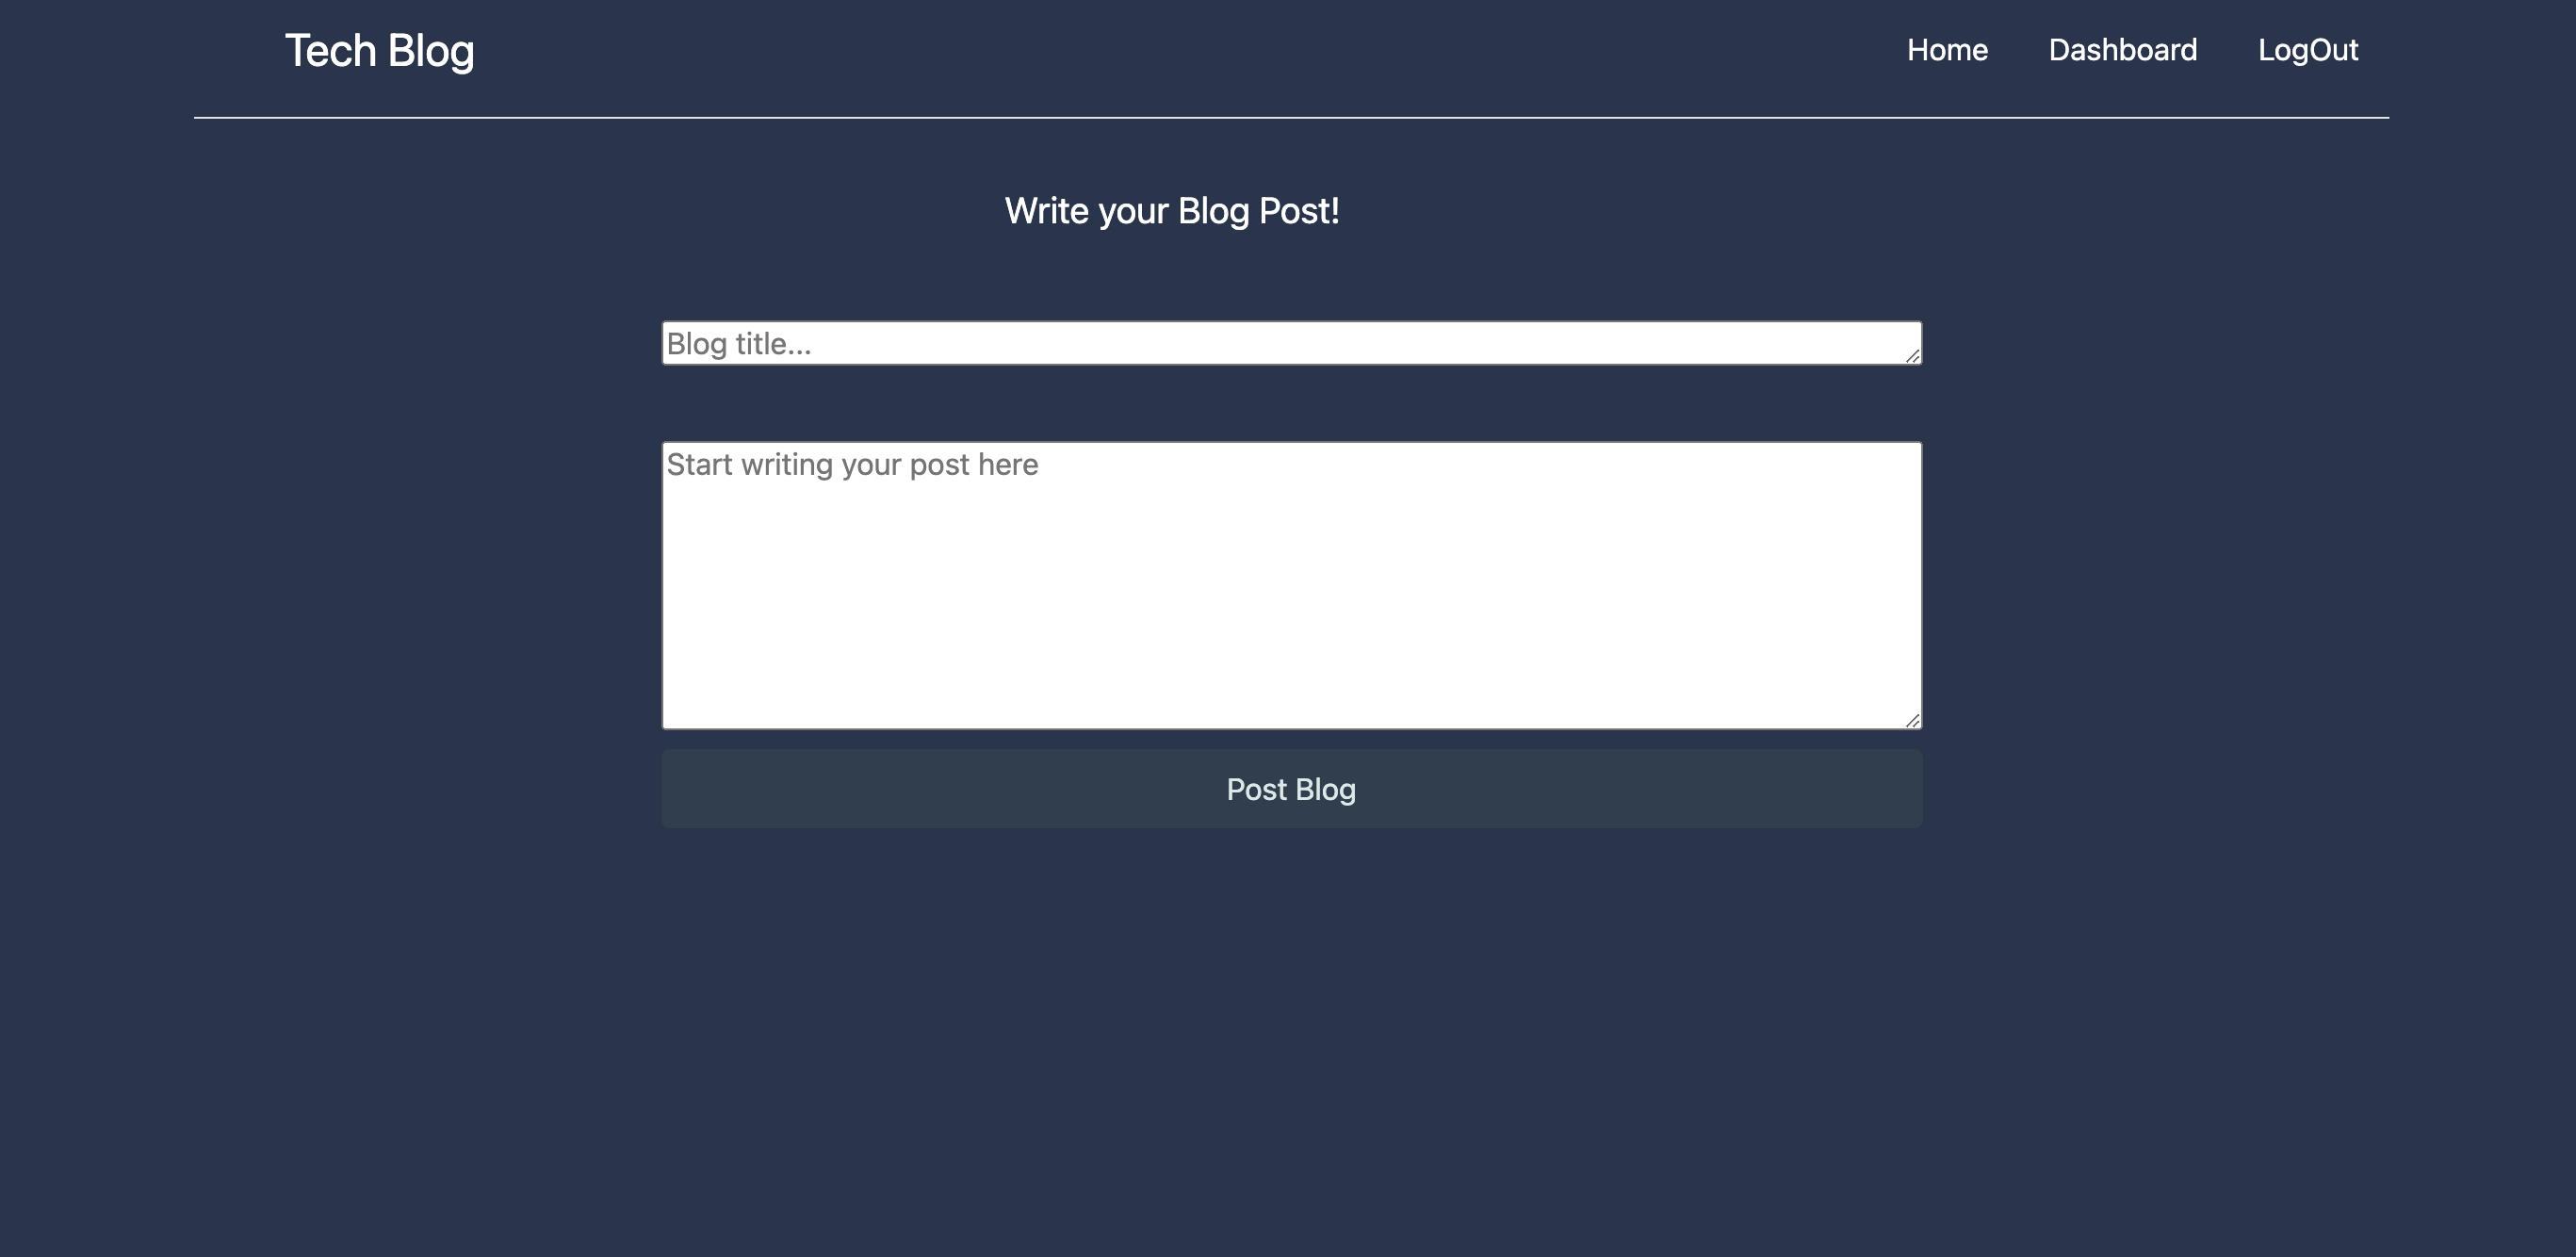 Tech Blog
Home Dashboard LogOut
Write your Blog Post!
Blog title...
Start writing your post here
Post Blog